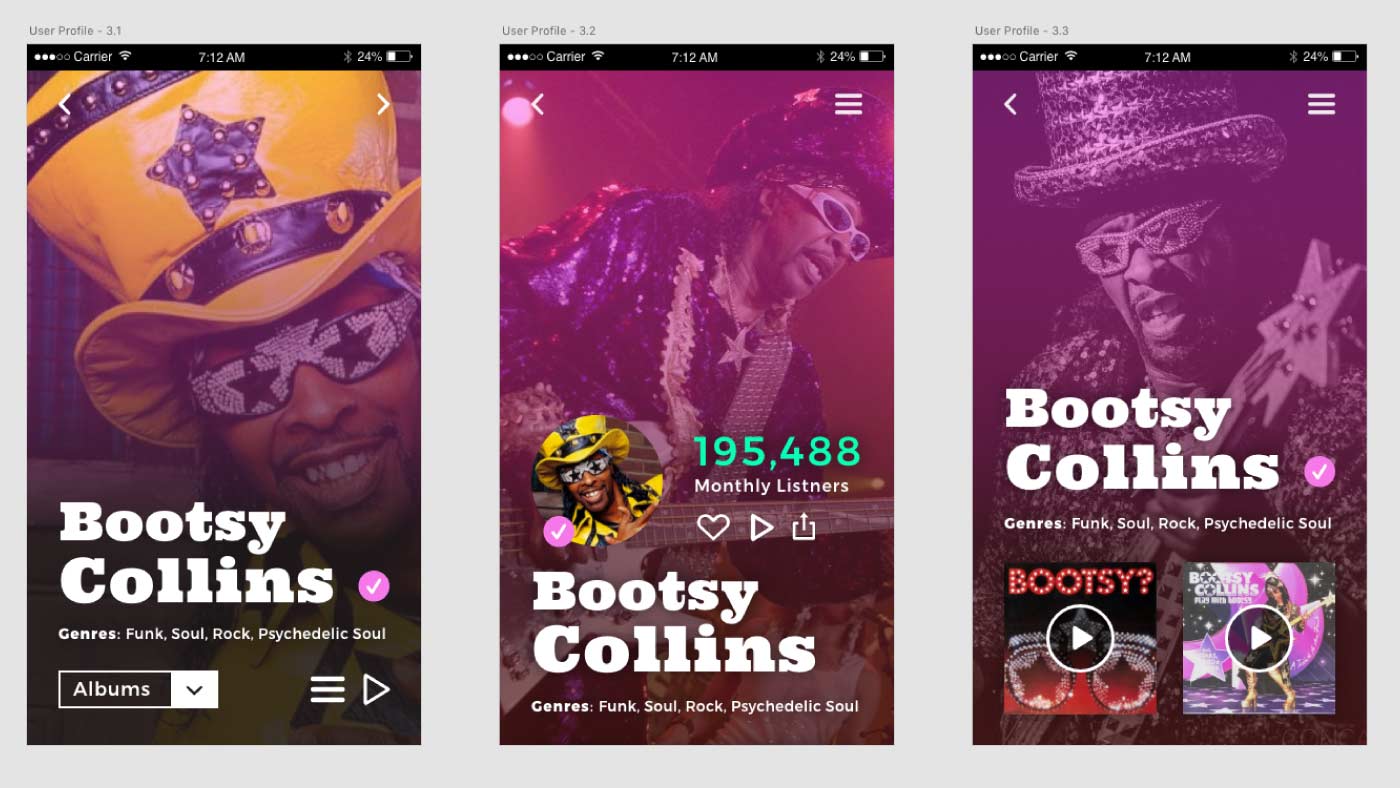 User Profile - 3.1
Carrier 7:12 AM 24%
Bootsy
Collins
Genres: Funk, Soul, Rock, Psychedelic Soul
Albums
User Profile - 3.2
Carrier 7:12 AM 24%
195,488
Monthly Listners
Bootsy
Collins
Genres: Funk, Soul, Rock, Psychedelic Soul
User Profile - 3.3
Carrier 7:12 AM 24%
Bootsy
Collins
Genres: Funk, Soul, Rock, Psychedelic Soul
BOOTSY?
BOOTSY
COLLINS
PLAY WITH BOOTSY